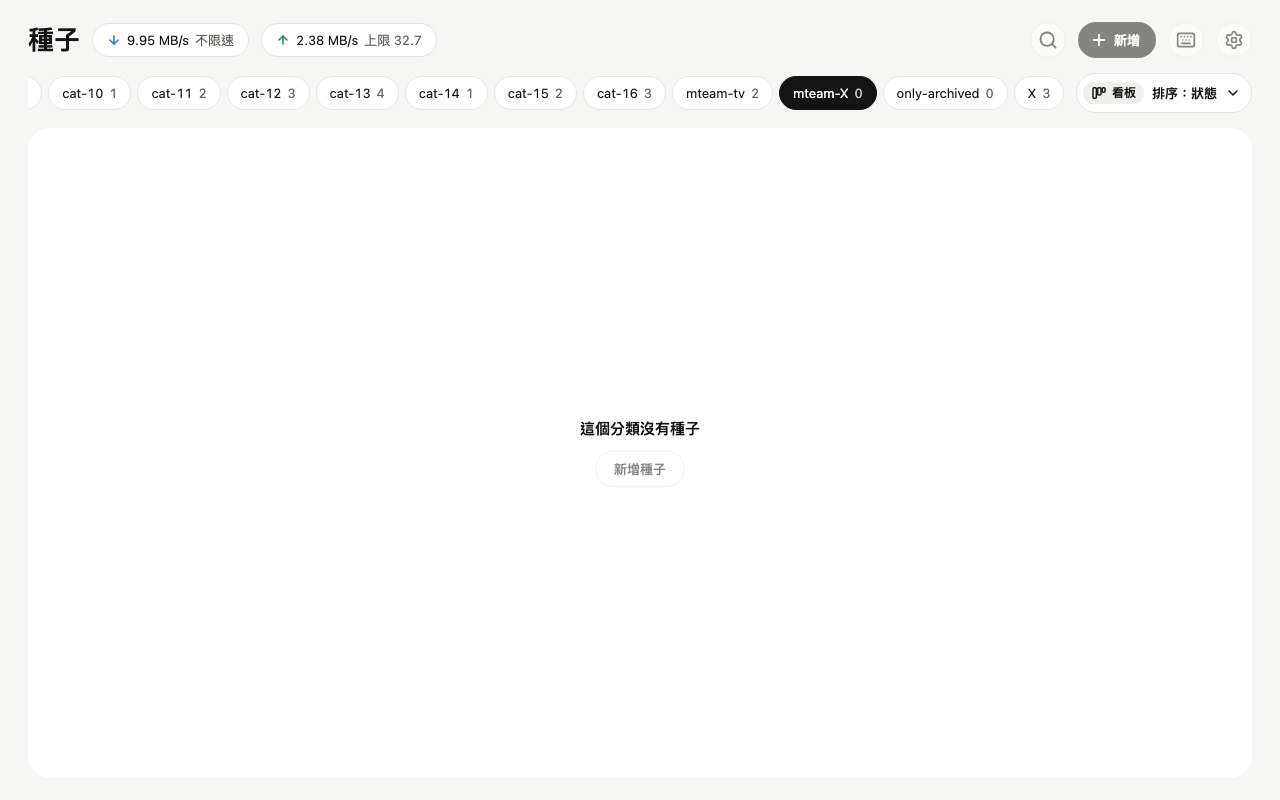 種子 9.95 MB/s 不限速 2.38 MB/s 上限 32.7 新增
cat-10 1 cat-11 2 cat-12 3 cat-13 4 cat-14 1 cat-15 2 cat-16 3 mteam-tv 2 mteam-X 0 only-archived 0 X 3 看板 排序：狀態
這個分類沒有種子
新增種子